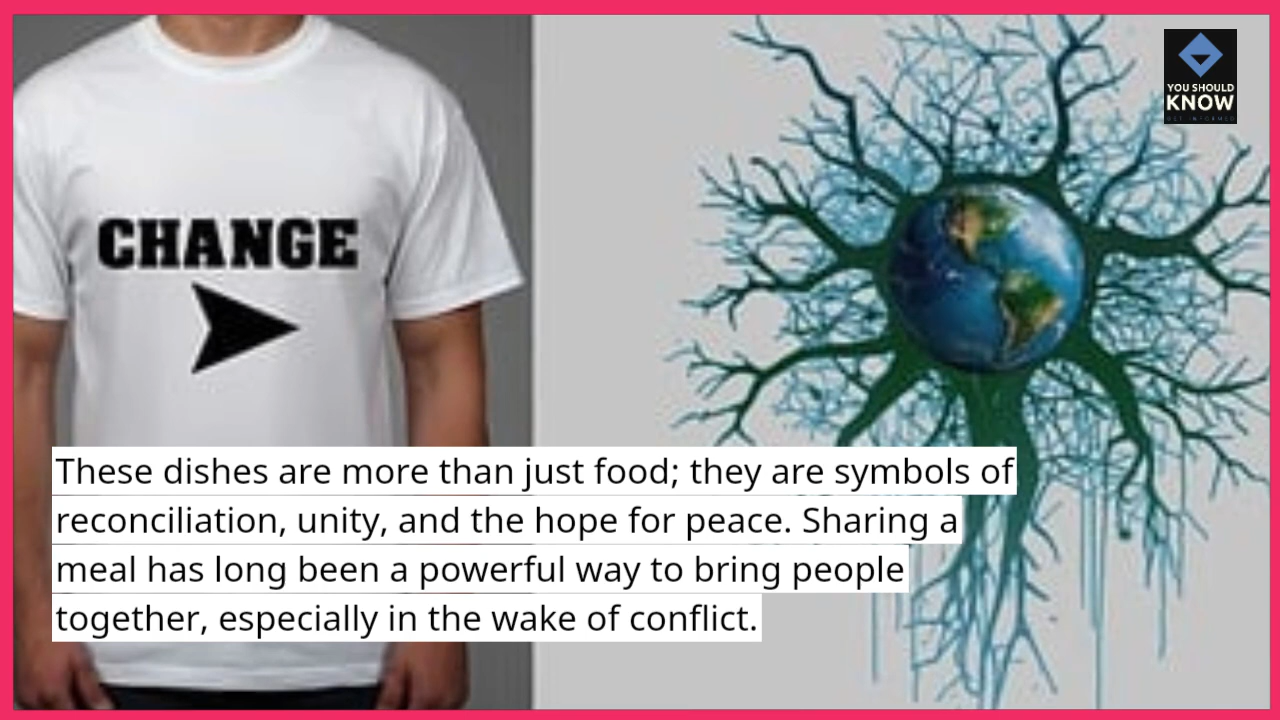 YOU SHOULD
KNOW
GET INFORMED
CHANGE
These dishes are more than just food; they are symbols of
reconciliation, unity, and the hope for peace. Sharing a
meal has long been a powerful way to bring people
together, especially in the wake of conflict.